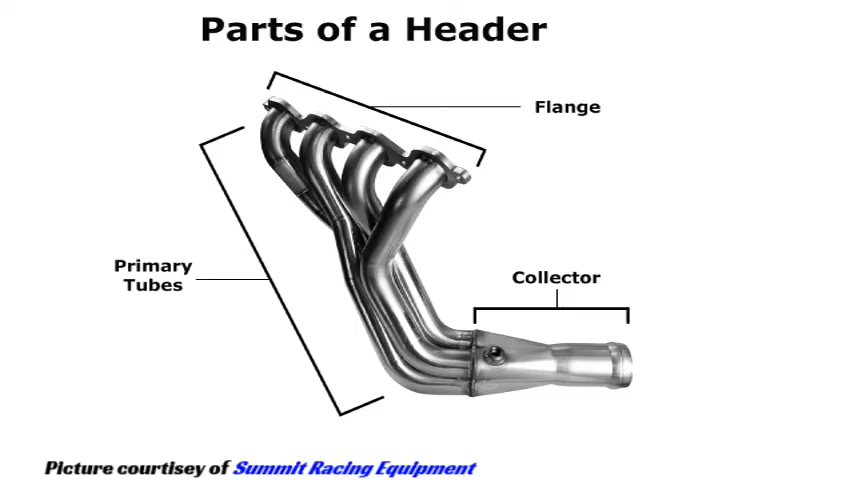 Parts of a Header
Flange
Primary
Tubes
Collector
Picture courtisey of Summit Racing Equipment